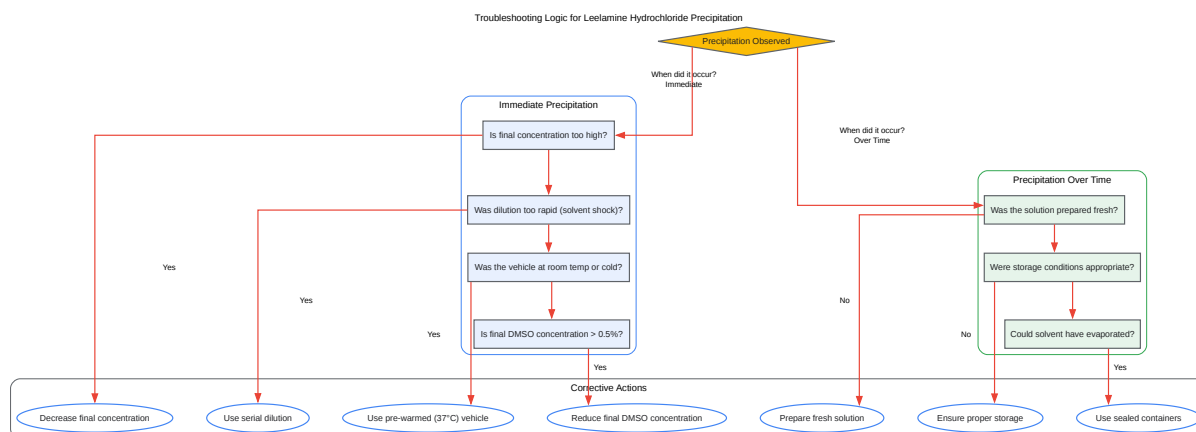 Troubleshooting Logic for Leelamine Hydrochloride Precipitation
Precipitation Observed
When did it occur?
Immediate
When did it occur?
Over Time
Immediate Precipitation
Is final concentration too high?
Was dilution too rapid (solvent shock)?
Was the vehicle at room temp or cold?
Is final DMSO concentration > 0.5%?
Precipitation Over Time
Was the solution prepared fresh?
Were storage conditions appropriate?
Could solvent have evaporated?
Yes
Yes
Yes
Yes
No
No
Yes
Corrective Actions
Decrease final concentration
Use serial dilution
Use pre-warmed (37°C) vehicle
Reduce final DMSO concentration
Prepare fresh solution
Ensure proper storage
Use sealed containers